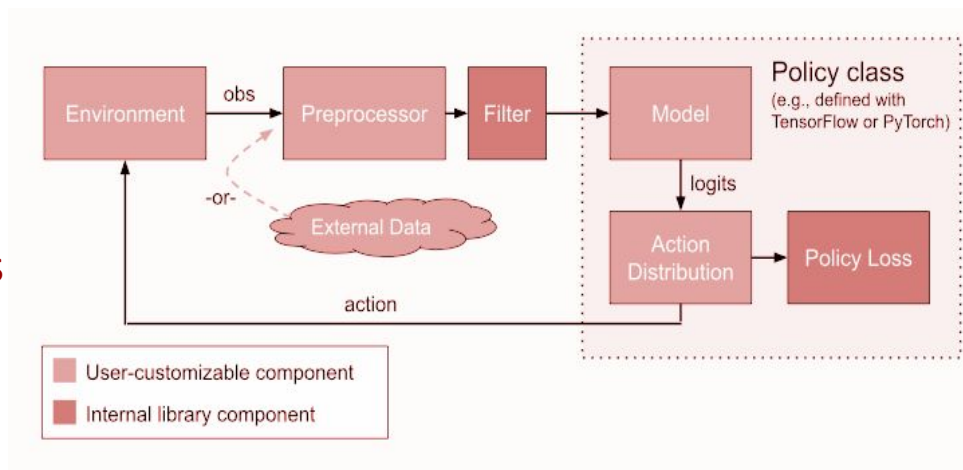 Environment
obs
Preprocessor
Filter
Model
Policy class
(e.g., defined with
TensorFlow or PyTorch)
logits
-or-
External Data
Action
Distribution
Policy Loss
s
action
User-customizable component
Internal library component